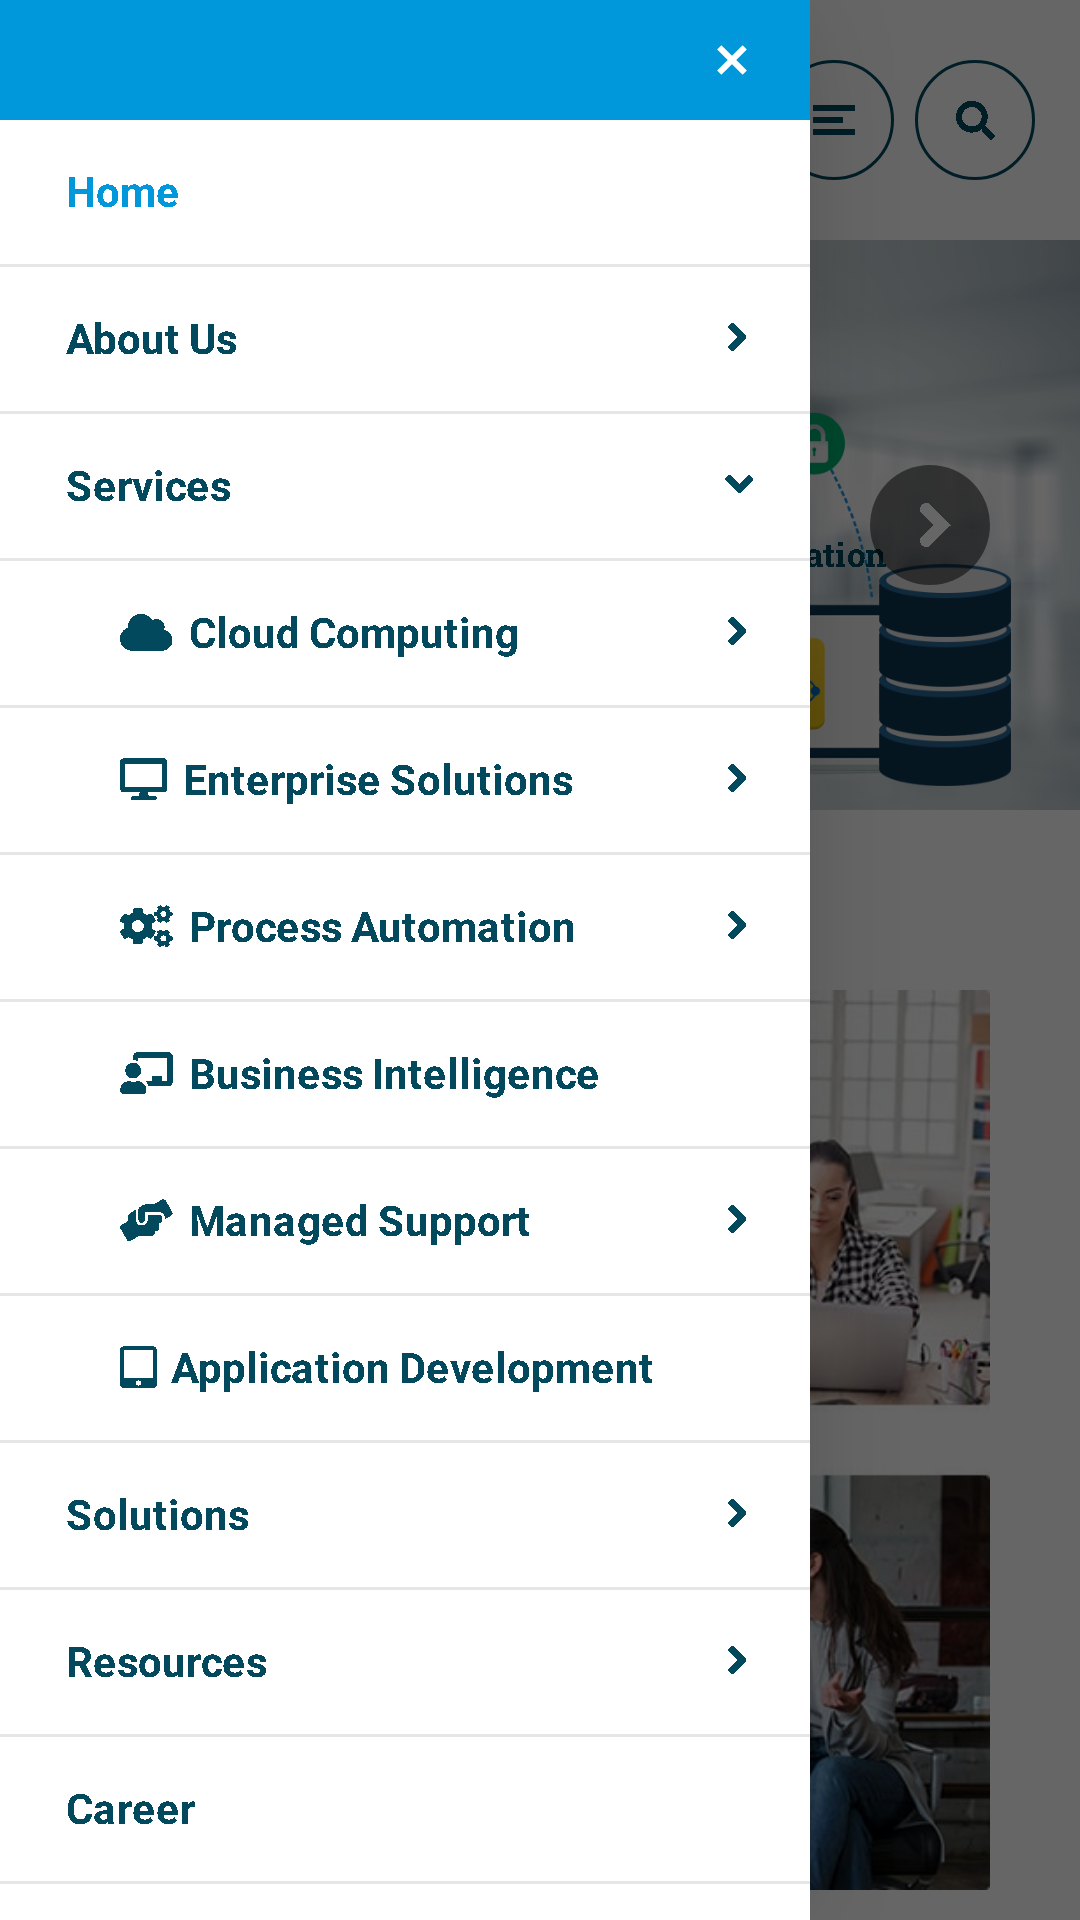 Home
About Us
Services
ation
Cloud Computing
Enterprise Solutions
Process Automation
Business Intelligence
Managed Support
Application Development
Solutions
Resources
Career